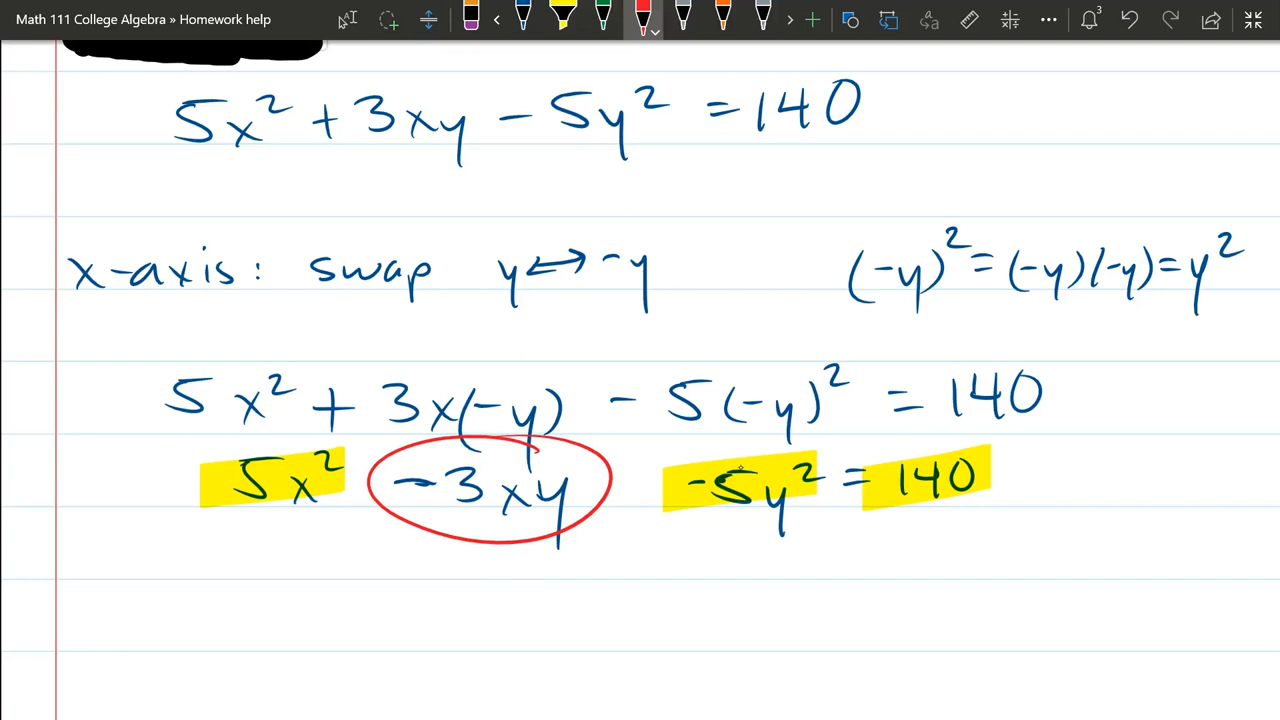 Math 111 College Algebra » Homework help
3
5x² + 3xy - 5y² = 140
x-axis: swap y ↔ -y (-y)² = (-y)(-y) = y²
5x² + 3x(-y) - 5(-y)² = 140
5x² -3xy -5y² = 140